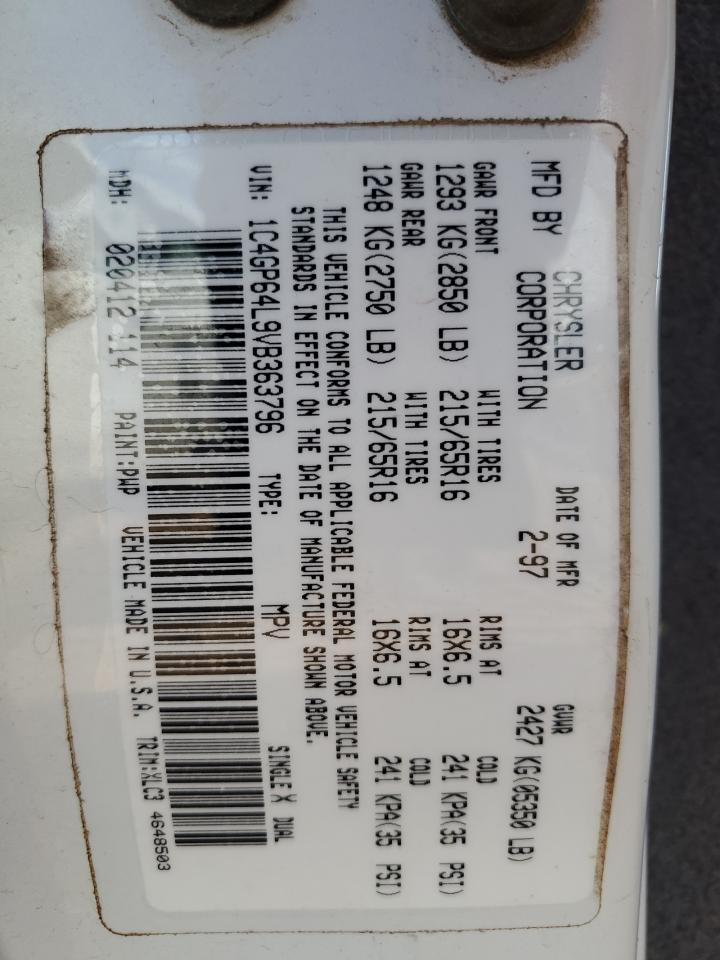 MFD BY CHRYSLER CORPORATION DATE OF MFR 2-97 GVWR 2427 KG(05350 LB)
GAWR FRONT WITH TIRES RIMS AT COLD
1293 KG(2850 LB) 215/65R16 16X6.5 241 KPA(35 PSI)
GAWR REAR WITH TIRES RIMS AT COLD
1248 KG(2750 LB) 215/65R16 16X6.5 241 KPA(35 PSI)
THIS VEHICLE CONFORMS TO ALL APPLICABLE FEDERAL MOTOR VEHICLE SAFETY
STANDARDS IN EFFECT ON THE DATE OF MANUFACTURE SHOWN ABOVE.
VIN: 1C4GP64L9VB363796 TYPE: MPV SINGLE X DUAL
MDH: 020412 114 PAINT:PWP VEHICLE MADE IN U.S.A. TRIM:XLC3 4648503